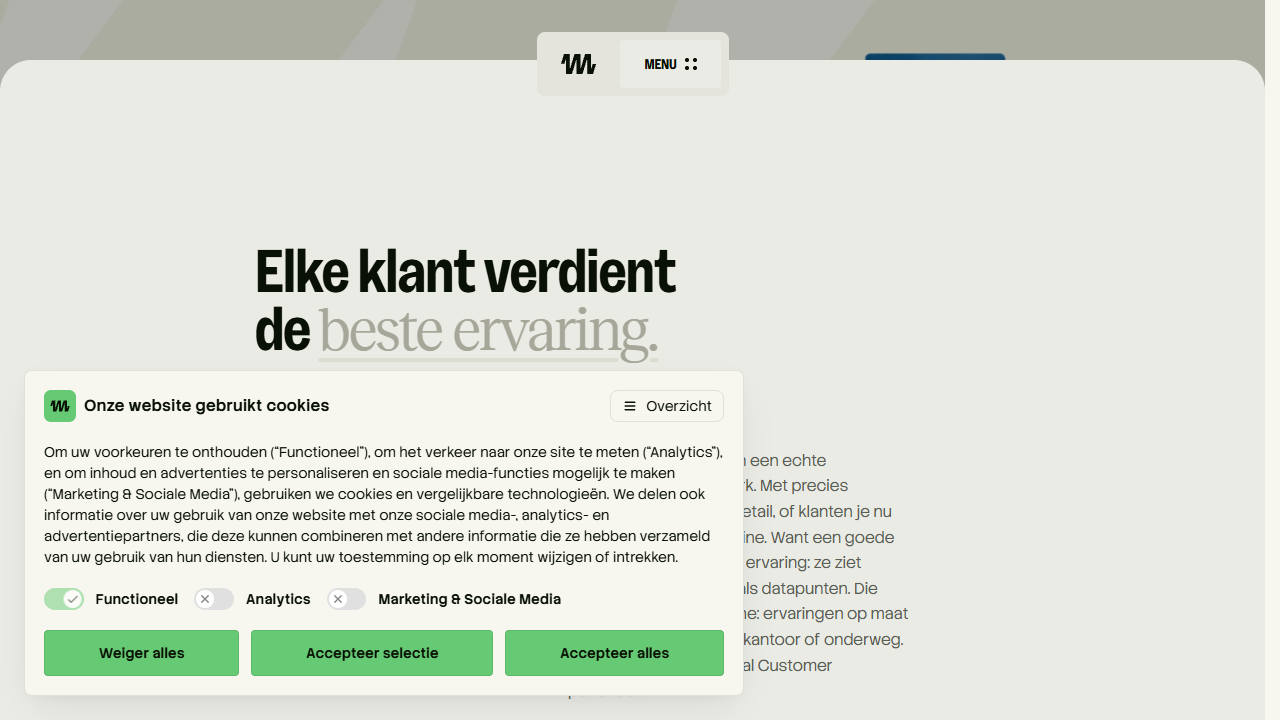 MENU
Elke klant verdient
de beste ervaring.
Onze website gebruikt cookies
Overzicht
Om uw voorkeuren te onthouden (“Functioneel”), om het verkeer naar onze site te meten (“Analytics”),
en om inhoud en advertenties te personaliseren en sociale media-functies mogelijk te maken
(“Marketing & Sociale Media”), gebruiken we cookies en vergelijkbare technologieën. We delen ook
informatie over uw gebruik van onze website met onze sociale media-, analytics- en
advertentiepartners, die deze kunnen combineren met andere informatie die ze hebben verzameld
van uw gebruik van hun diensten. U kunt uw toestemming op elk moment wijzigen of intrekken.
Functioneel
Analytics
Marketing & Sociale Media
Weiger alles
Accepteer selectie
Accepteer alles
een echte
Met precies
of klanten je nu
Want een goede
ervaring: ze ziet
datapunten. Die
ervaringen op maat
kantoor of onderweg.
Customer